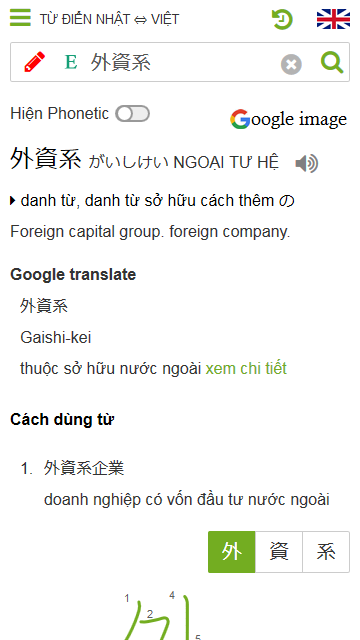 TỪ ĐIỂN NHẬT ⇔ VIỆT
E 外資系
Hiện Phonetic
Google image
外資系 がいしけい NGOẠI TƯ HỆ
danh từ, danh từ sở hữu cách thêm の
Foreign capital group. foreign company.
Google translate
外資系
Gaishi-kei
thuộc sở hữu nước ngoài xem chi tiết
Cách dùng từ
1. 外資系企業
doanh nghiệp có vốn đầu tư nước ngoài
外 資 系
1 2 4 5